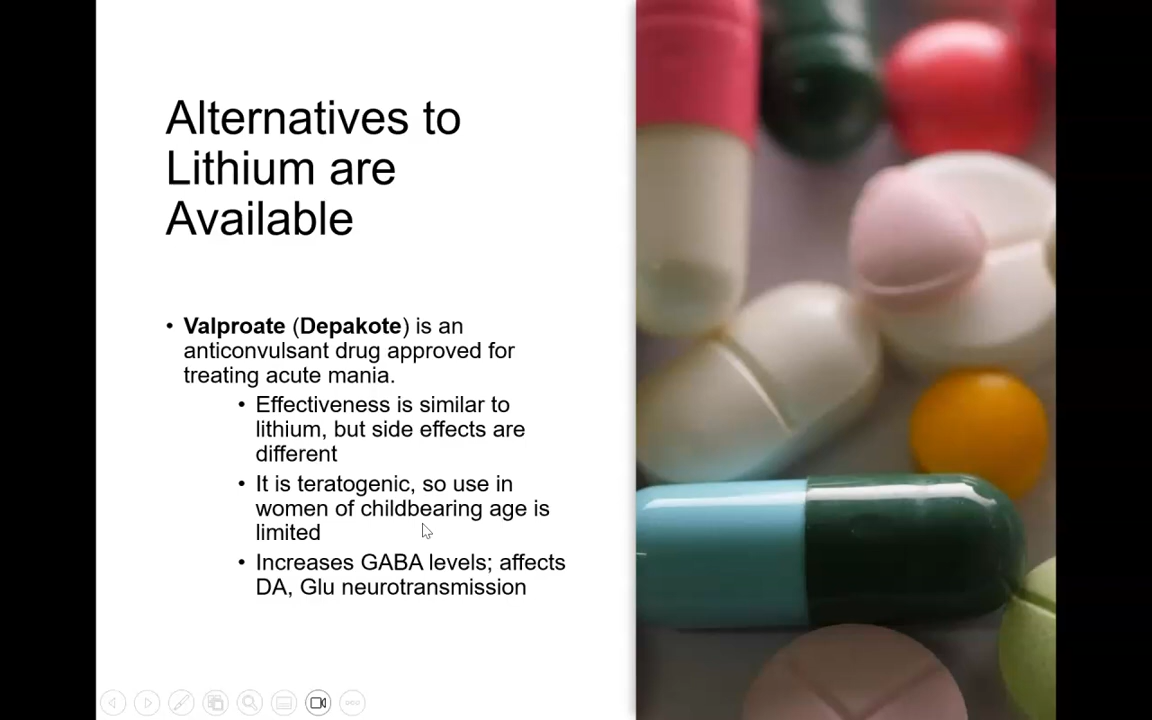 Alternatives to
Lithium are
Available
• Valproate (Depakote) is an
anticonvulsant drug approved for
treating acute mania.
• Effectiveness is similar to
lithium, but side effects are
different
• It is teratogenic, so use in
women of childbearing age is
limited
• Increases GABA levels; affects
DA, Glu neurotransmission